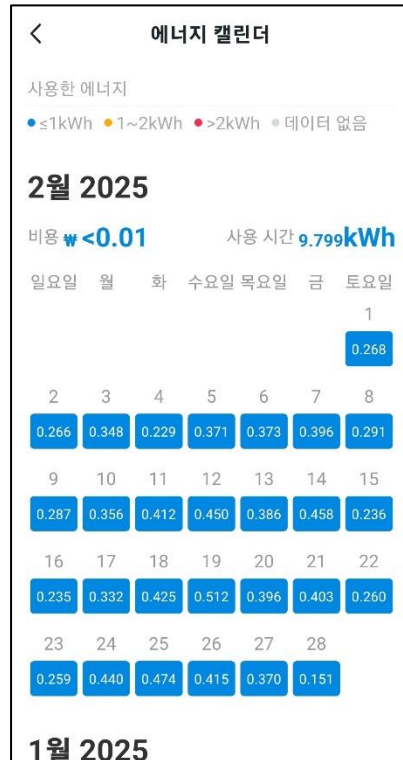 에너지 캘린더
사용한 에너지
≤1kWh 1~2kWh >2kWh 데이터 없음
2월 2025
비용 ₩ <0.01 사용 시간 9.799kWh
일요일 월 화 수요일 목요일 금 토요일
1
0.268
2 3 4 5 6 7 8
0.266 0.348 0.229 0.371 0.373 0.396 0.291
9 10 11 12 13 14 15
0.287 0.356 0.412 0.450 0.386 0.458 0.236
16 17 18 19 20 21 22
0.235 0.332 0.425 0.512 0.396 0.403 0.260
23 24 25 26 27 28
0.259 0.440 0.474 0.415 0.370 0.151
1월 2025